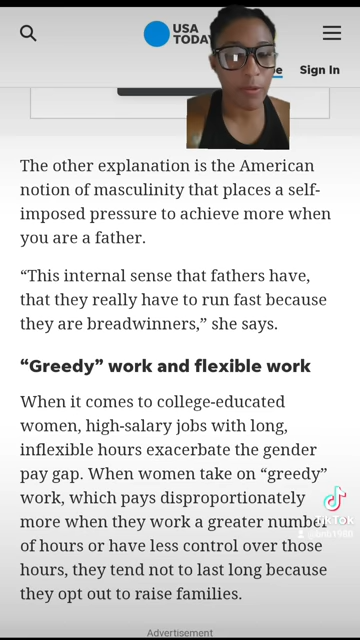 USA
TODAY
Sign In
The other explanation is the American
notion of masculinity that places a self-
imposed pressure to achieve more when
you are a father.
“This internal sense that fathers have,
that they really have to run fast because
they are breadwinners,” she says.
“Greedy” work and flexible work
When it comes to college-educated
women, high-salary jobs with long,
inflexible hours exacerbate the gender
pay gap. When women take on “greedy”
work, which pays disproportionately
more when they work a greater number
of hours or have less control over those
hours, they tend not to last long because
they opt out to raise families.
TikTok
Advertisement